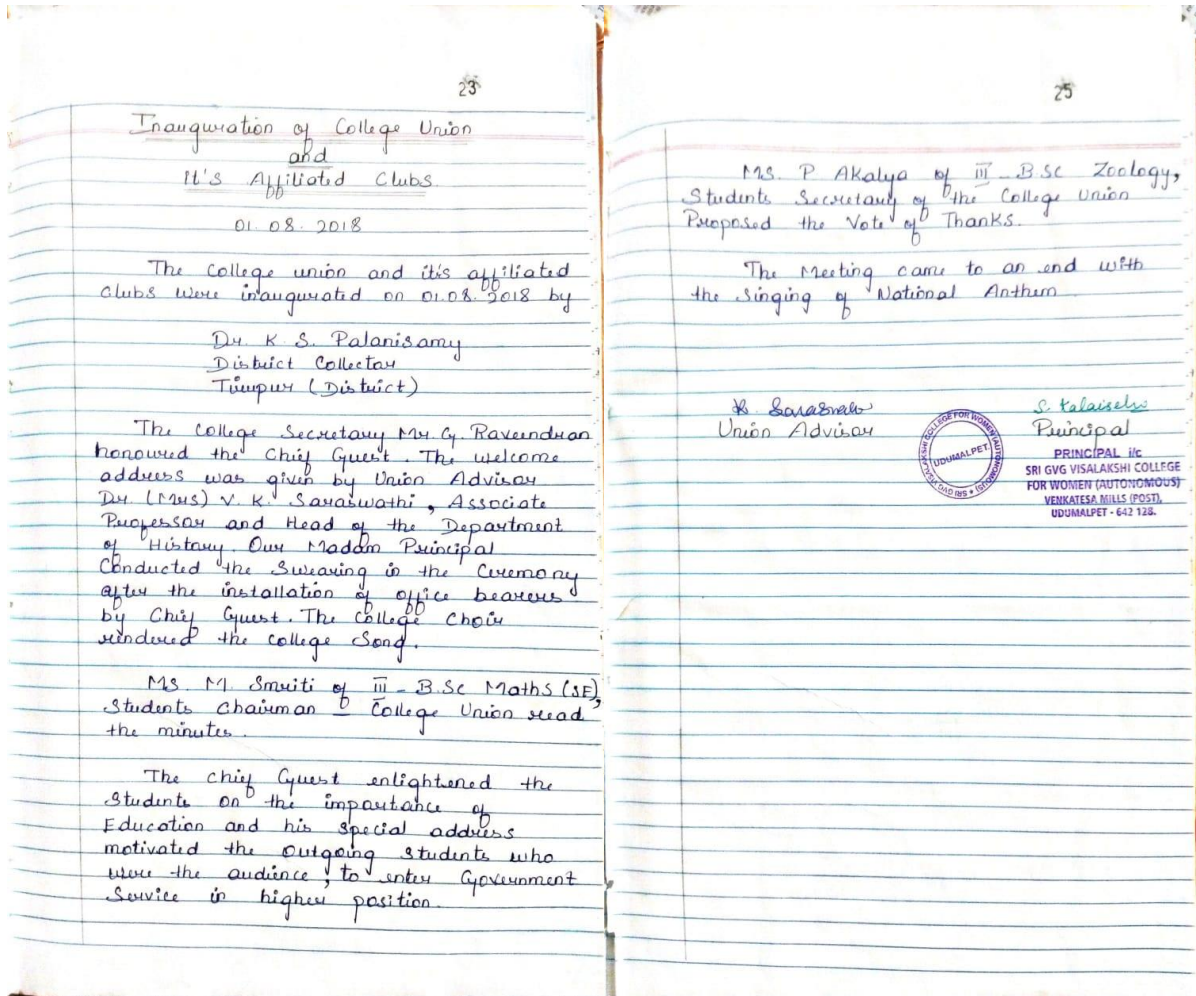 23
Inauguration of College Union
and
It's Affiliated Clubs.
01.08.2018
The College union and it's affiliated
clubs were inaugurated on 01.08.2018 by
Dr. K. S. Palanisamy
District Collector
Tirupur (District)
The College Secretary Mr. G. Raveendran
honoured the Chief Guest. The welcome
address was given by Union Advisor
Dr. (Mrs) V. K. Saraswathi, Associate
Professor and Head of the Department
of History. Our Madam Principal
Conducted the Swearing in the Ceremony
after the installation of office bearers
by Chief Guest. The College Choir
rendered the college Song.
Ms. M. Smriti of III - B.Sc Maths (SF),
Students Chairman - College Union read
the minutes.
The Chief Guest enlightened the
Students on the importance of
Education and his special address
motivated the outgoing students who
were the audience, to enter Government
Service in higher position.
25
Ms. P. Akalya of III - B.Sc Zoology,
Students Secretary of the College Union
Proposed the Vote of Thanks.
The Meeting came to an end with
the singing of National Anthem.
Union Advisor
SRI GVG VISALAKSHI COLLEGE FOR WOMEN (AUTONOMOUS)
UDUMALPET.
S. Kalaiselvi
Principal
PRINCIPAL i/c
SRI GVG VISALAKSHI COLLEGE
FOR WOMEN (AUTONOMOUS)
VENKATESA MILLS (POST),
UDUMALPET - 642 128.